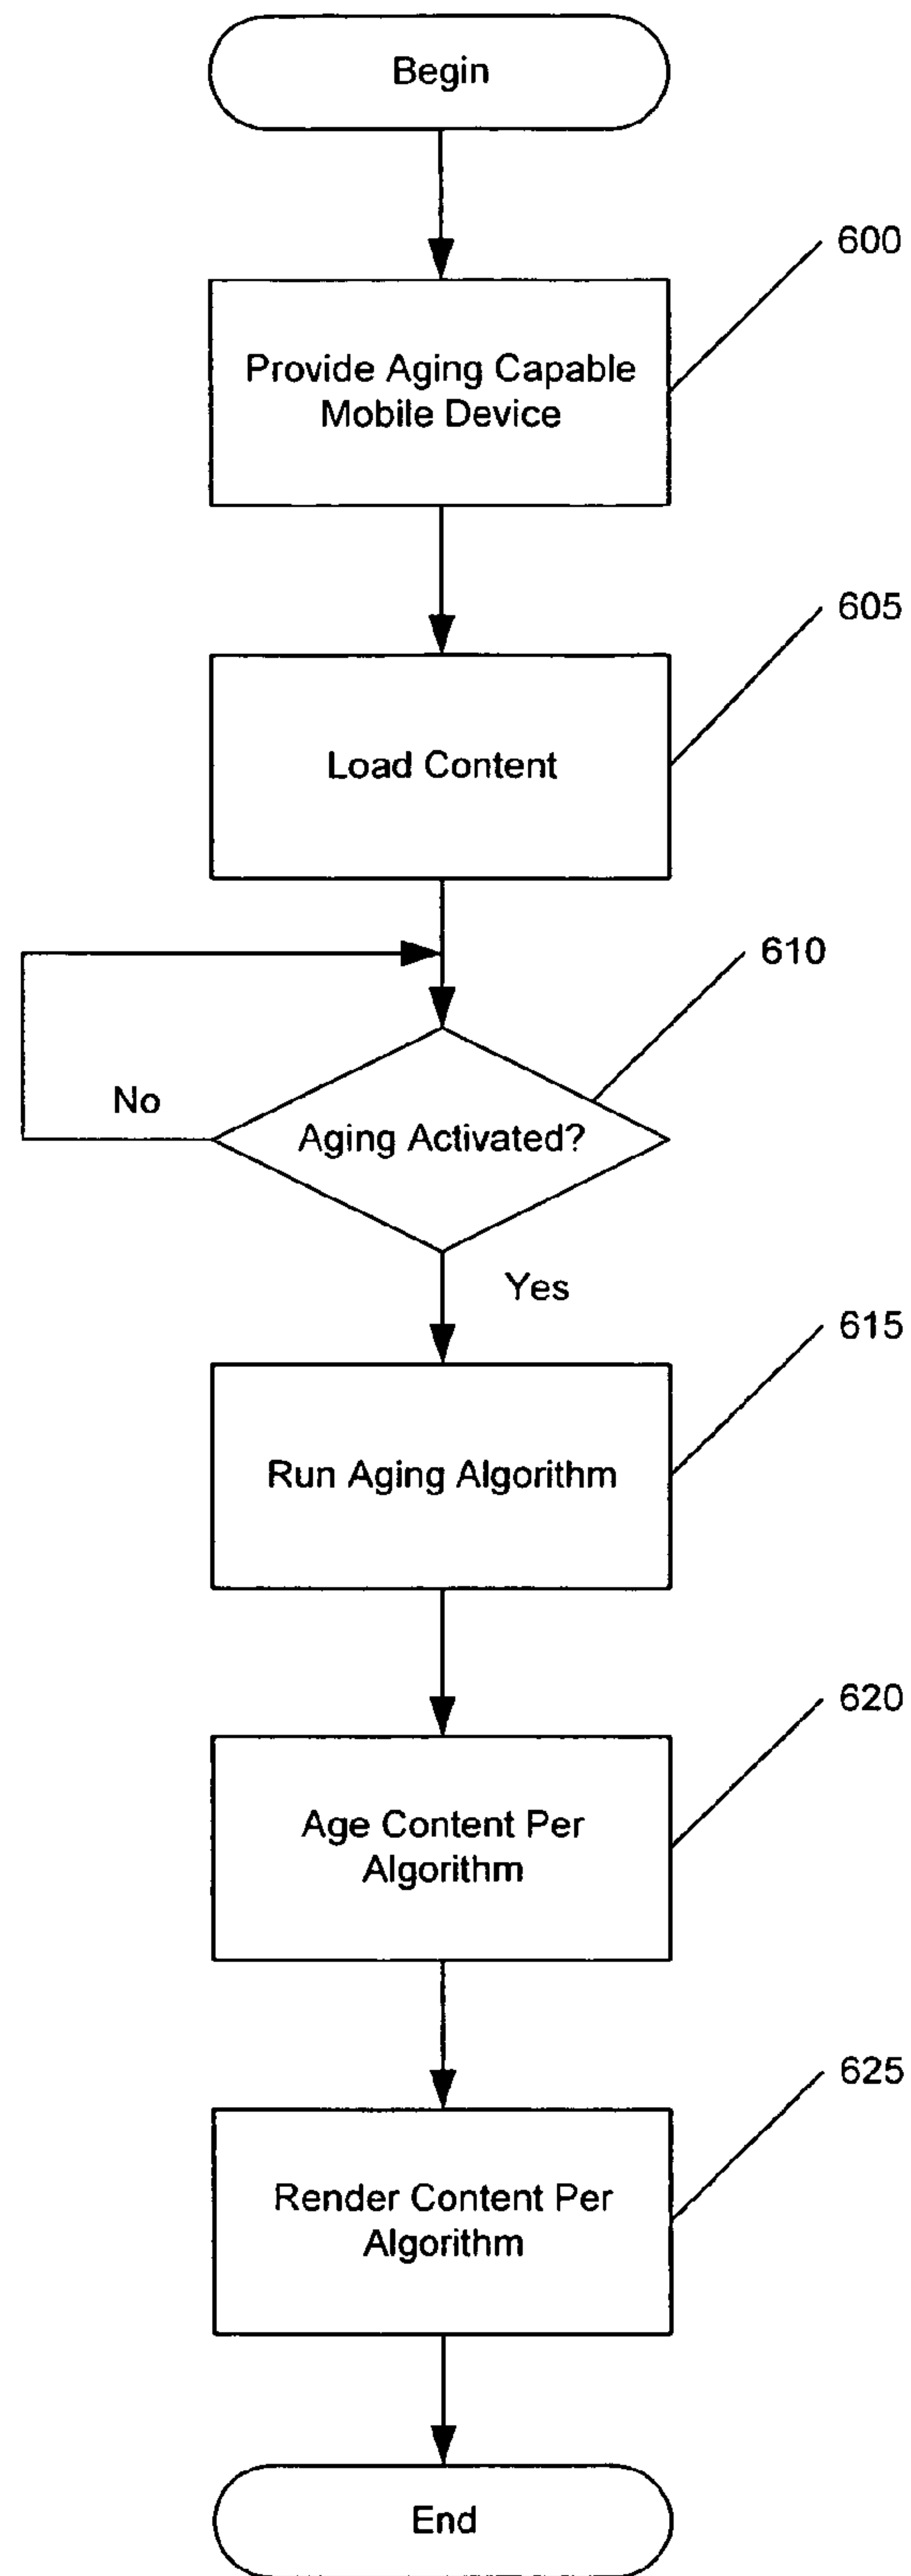 Begin
600
Provide Aging Capable
Mobile Device
605
Load Content
610
No
Aging Activated?
Yes
615
Run Aging Algorithm
620
Age Content Per
Algorithm
625
Render Content Per
Algorithm
End